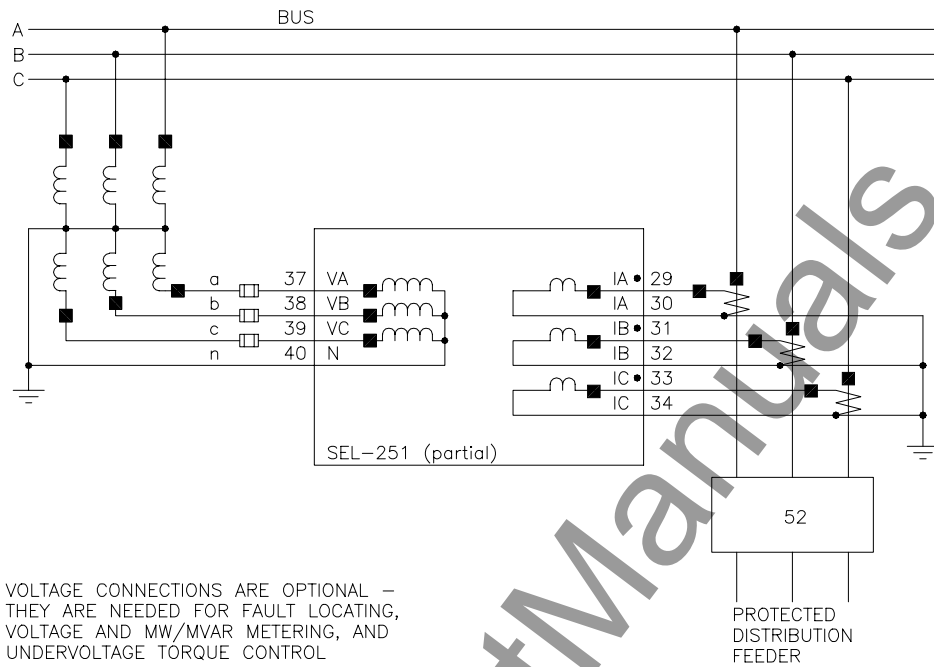 BUS
A
B
C
a 37 VA
b 38 VB
c 39 VC
n 40 N
IA 29
IA 30
IB 31
IB 32
IC 33
IC 34
SEL-251 (partial)
52
VOLTAGE CONNECTIONS ARE OPTIONAL –
THEY ARE NEEDED FOR FAULT LOCATING,
VOLTAGE AND MW/MVAR METERING, AND
UNDERVOLTAGE TORQUE CONTROL
PROTECTED
DISTRIBUTION
FEEDER
tManuals